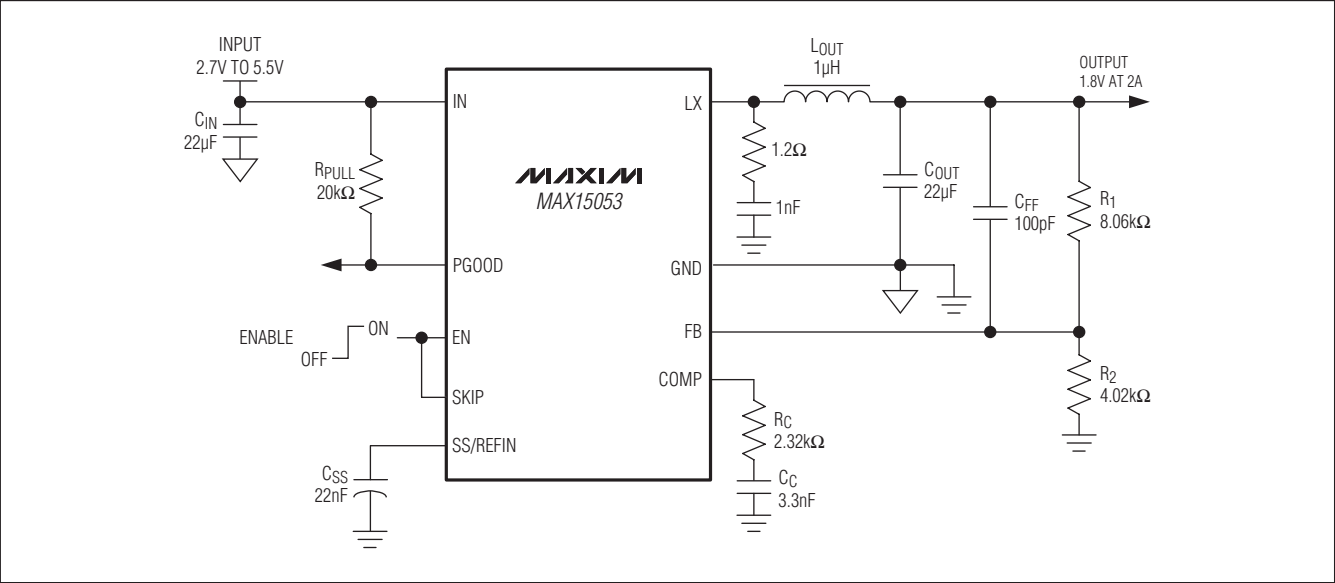 INPUT
2.7V TO 5.5V
CIN
22µF
RPULL
20kΩ
IN
PGOOD
ENABLE
OFF
ON
EN
SKIP
SS/REFIN
CSS
22nF
MAXIM
MAX15053
LX
GND
FB
COMP
LOUT
1µH
1.2Ω
1nF
COUT
22µF
CFF
100pF
OUTPUT
1.8V AT 2A
R1
8.06kΩ
R2
4.02kΩ
RC
2.32kΩ
CC
3.3nF